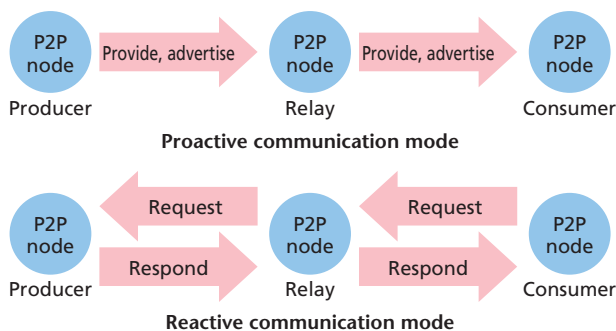 P2P
node
Provide, advertise
P2P
node
Provide, advertise
P2P
node
Producer
Relay
Consumer
Proactive communication mode
P2P
node
Request
Respond
P2P
node
Request
Respond
P2P
node
Producer
Relay
Consumer
Reactive communication mode